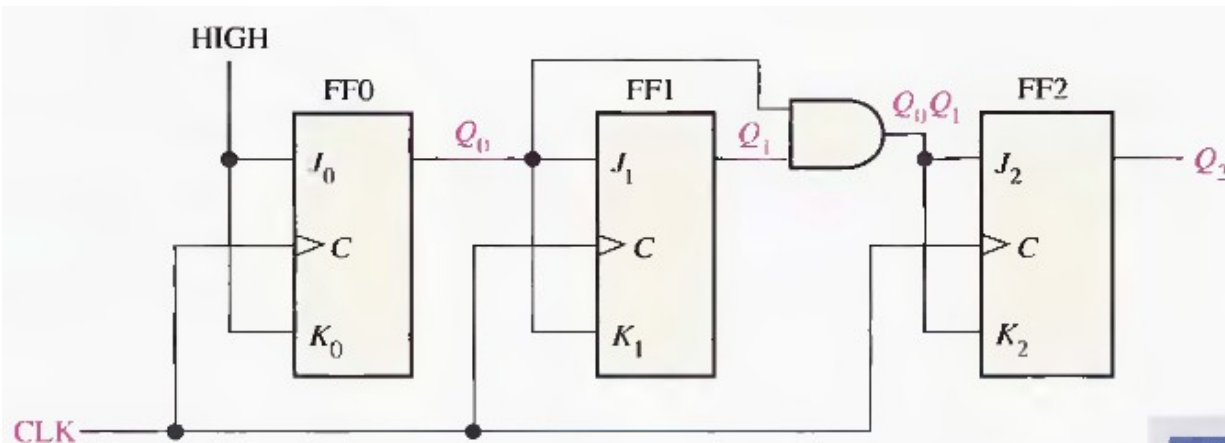 HIGH
FF0
FF1
FF2
Q₀
Q₁
Q₀Q₁
J₀
J₁
J₂
Q₂
C
C
C
K₀
K₁
K₂
CLK